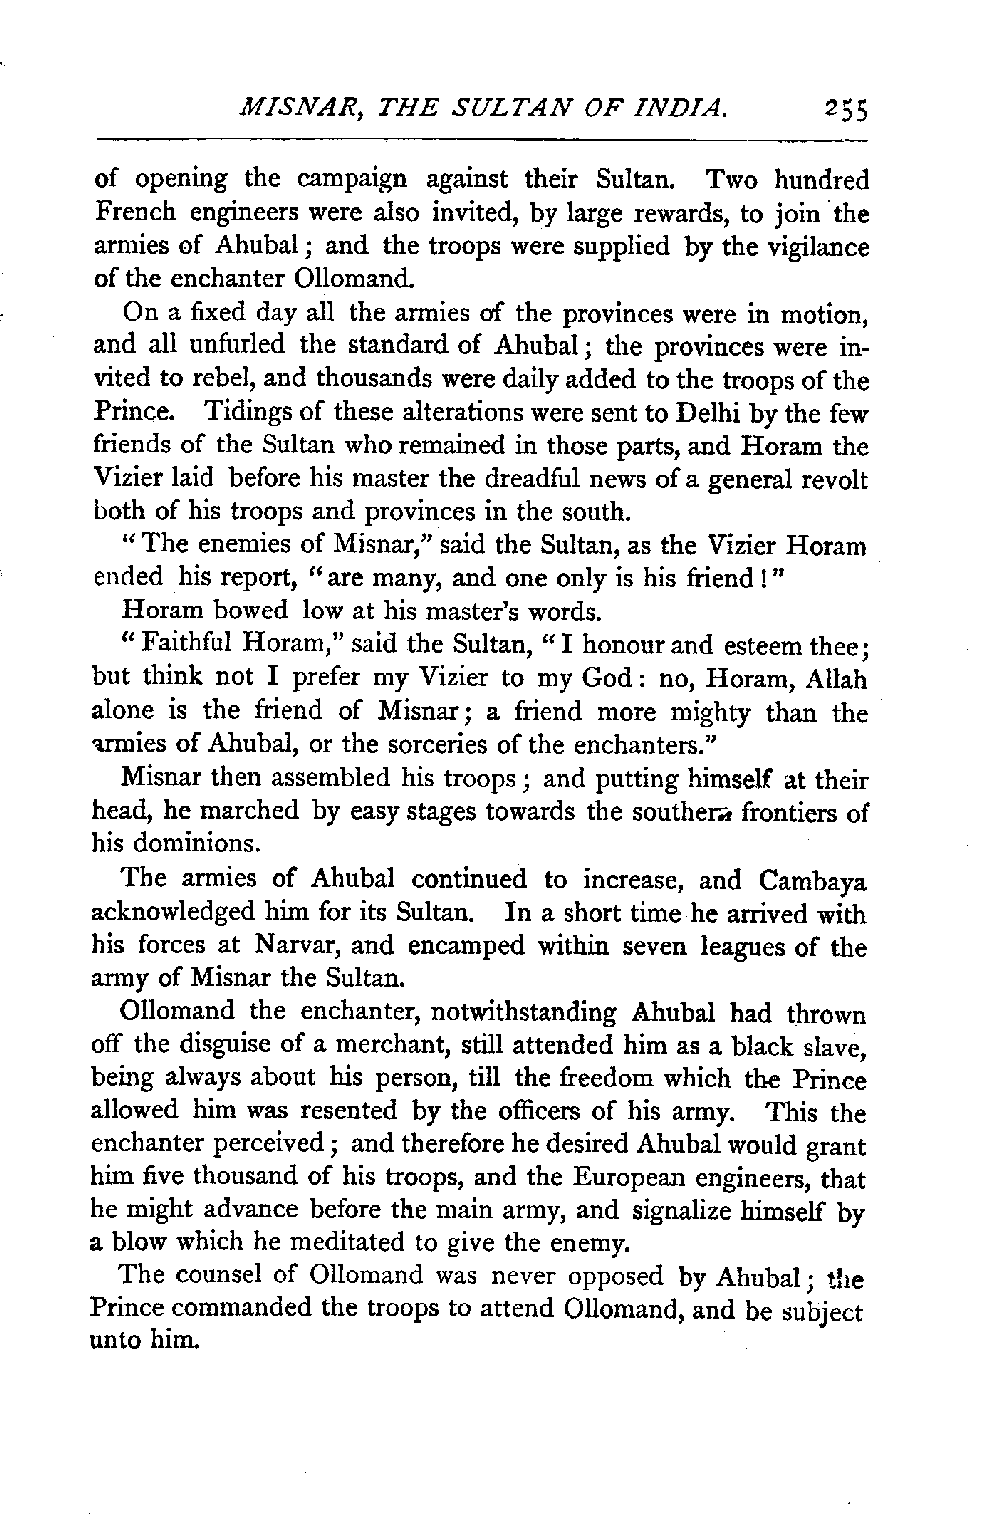 MISNAR, THE SULTAN OF INDIA. 255
of opening the campaign against their Sultan. Two hundred
French engineers were also invited, by large rewards, to join the
armies of Ahubal; and the troops were supplied by the vigilance
of the enchanter Ollomand.
On a fixed day all the armies of the provinces were in motion,
and all unfurled the standard of Ahubal; the provinces were in-
vited to rebel, and thousands were daily added to the troops of the
Prince. Tidings of these alterations were sent to Delhi by the few
friends of the Sultan who remained in those parts, and Horam the
Vizier laid before his master the dreadful news of a general revolt
both of his troops and provinces in the south.
"The enemies of Misnar," said the Sultan, as the Vizier Horam
ended his report, "are many, and one only is his friend!"
Horam bowed low at his master's words.
"Faithful Horam," said the Sultan, "I honour and esteem thee;
but think not I prefer my Vizier to my God: no, Horam, Allah
alone is the friend of Misnar; a friend more mighty than the
armies of Ahubal, or the sorceries of the enchanters."
Misnar then assembled his troops; and putting himself at their
head, he marched by easy stages towards the southern frontiers of
his dominions.
The armies of Ahubal continued to increase, and Cambaya
acknowledged him for its Sultan. In a short time he arrived with
his forces at Narvar, and encamped within seven leagues of the
army of Misnar the Sultan.
Ollomand the enchanter, notwithstanding Ahubal had thrown
off the disguise of a merchant, still attended him as a black slave,
being always about his person, till the freedom which the Prince
allowed him was resented by the officers of his army. This the
enchanter perceived; and therefore he desired Ahubal would grant
him five thousand of his troops, and the European engineers, that
he might advance before the main army, and signalize himself by
a blow which he meditated to give the enemy.
The counsel of Ollomand was never opposed by Ahubal; the
Prince commanded the troops to attend Ollomand, and be subject
unto him.